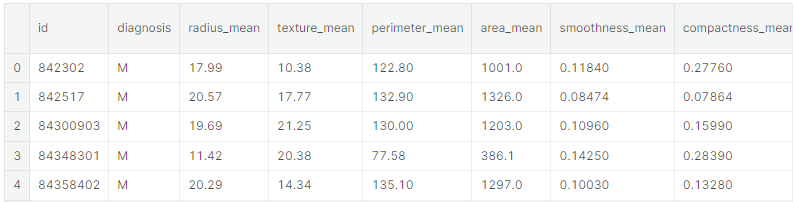 id diagnosis radius_mean texture_mean perimeter_mean area_mean smoothness_mean compactness_mear
0 842302 M 17.99 10.38 122.80 1001.0 0.11840 0.27760
1 842517 M 20.57 17.77 132.90 1326.0 0.08474 0.07864
2 84300903 M 19.69 21.25 130.00 1203.0 0.10960 0.15990
3 84348301 M 11.42 20.38 77.58 386.1 0.14250 0.28390
4 84358402 M 20.29 14.34 135.10 1297.0 0.10030 0.13280